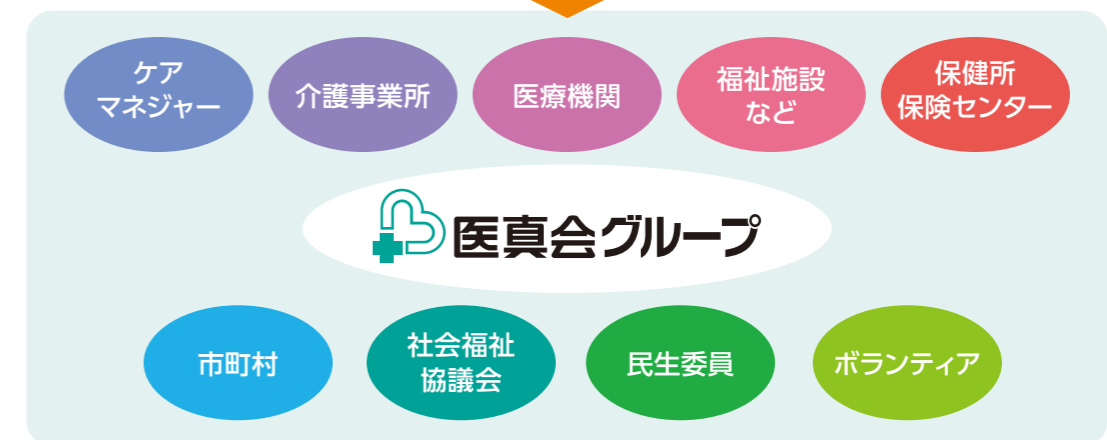 ケア
マネジャー
介護事業所
医療機関
福祉施設
など
保健所
保険センター
医真会グループ
市町村
社会福祉
協議会
民生委員
ボランティア